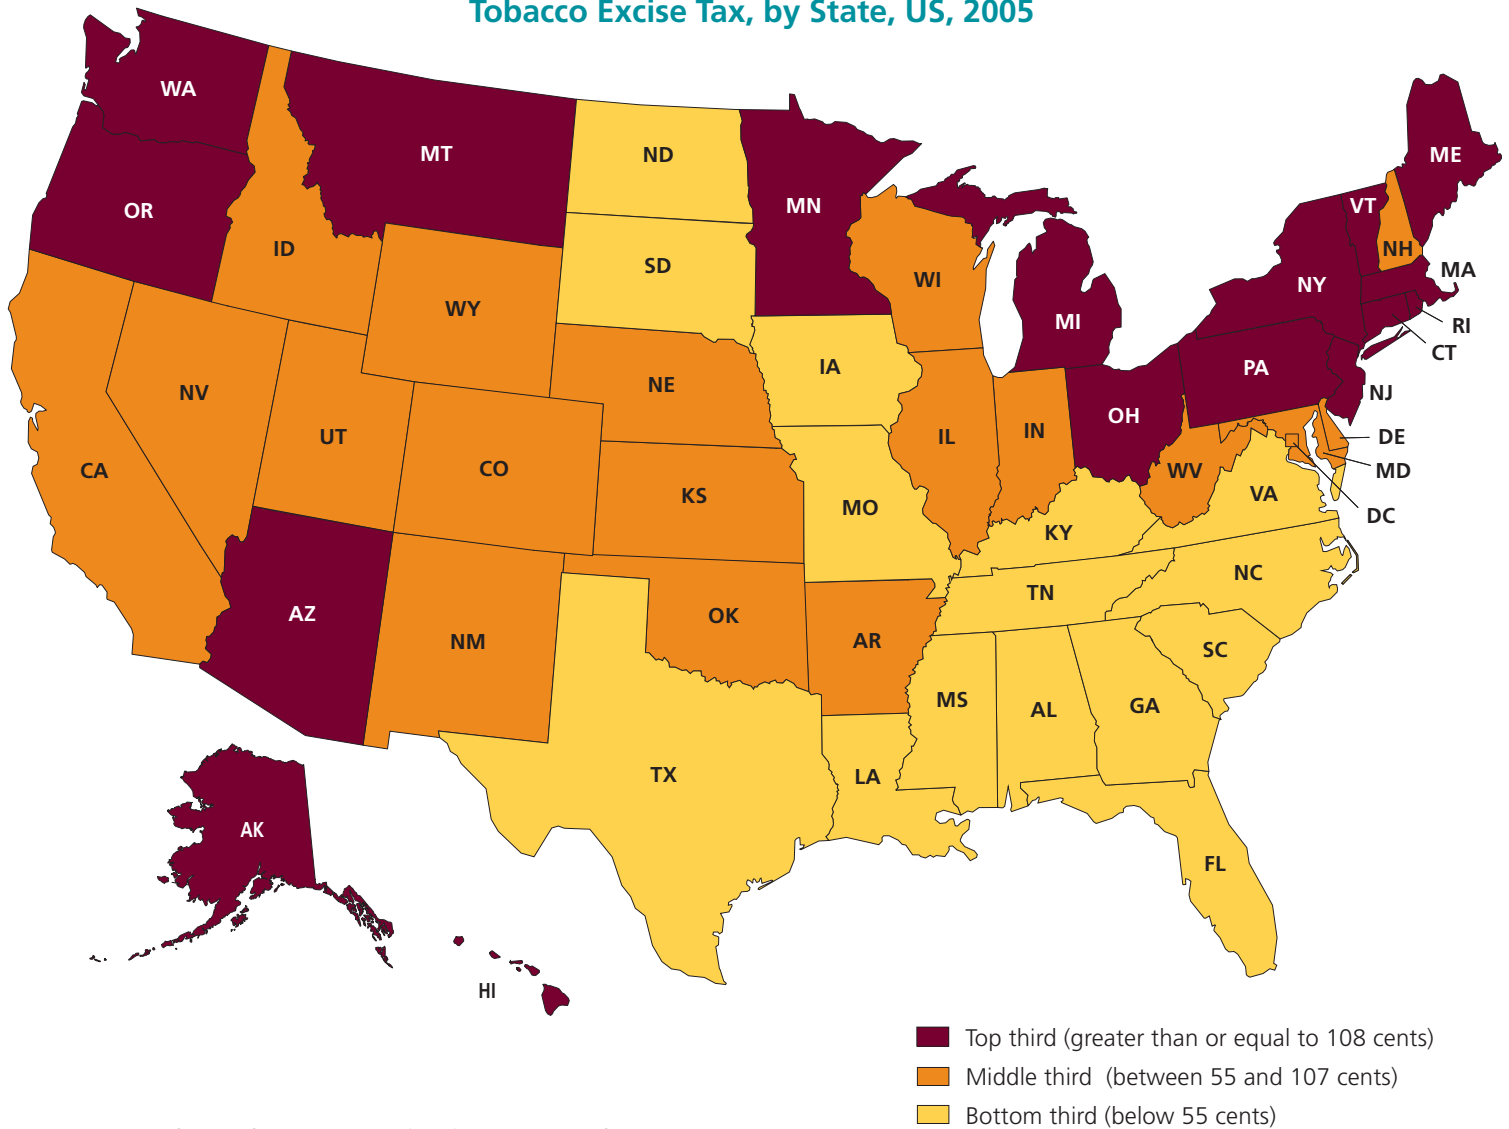 Tobacco Excise Tax, by State, US, 2005
WA
MT
ND
MN
ME
OR
ID
SD
WI
VT
NH
MA
WY
MI
NY
RI
CT
NV
NE
IA
PA
NJ
UT
CO
IL
IN
OH
DE
CA
KS
MO
WV
VA
MD
DC
KY
NC
AZ
NM
OK
AR
TN
SC
MS
AL
GA
TX
LA
AK
FL
HI
Top third (greater than or equal to 108 cents)
Middle third (between 55 and 107 cents)
Bottom third (below 55 cents)